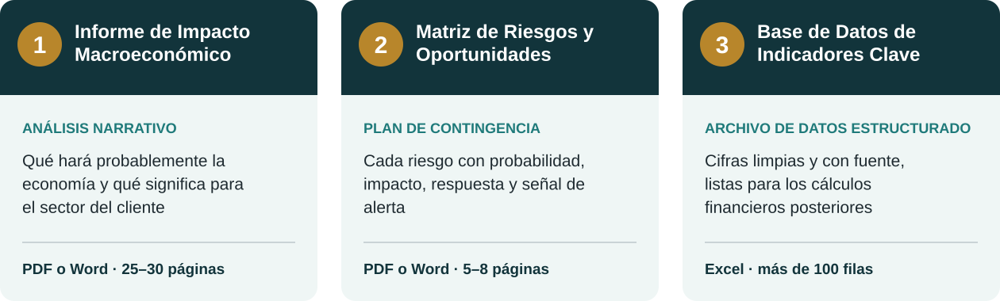 1
Informe de Impacto
Macroeconómico
ANÁLISIS NARRATIVO
Qué hará probablemente la
economía y qué significa para
el sector del cliente
PDF o Word · 25–30 páginas
2
Matriz de Riesgos y
Oportunidades
PLAN DE CONTINGENCIA
Cada riesgo con probabilidad,
impacto, respuesta y señal de
alerta
PDF o Word · 5–8 páginas
3
Base de Datos de
Indicadores Clave
ARCHIVO DE DATOS ESTRUCTURADO
Cifras limpias y con fuente,
listas para los cálculos
financieros posteriores
Excel · más de 100 filas